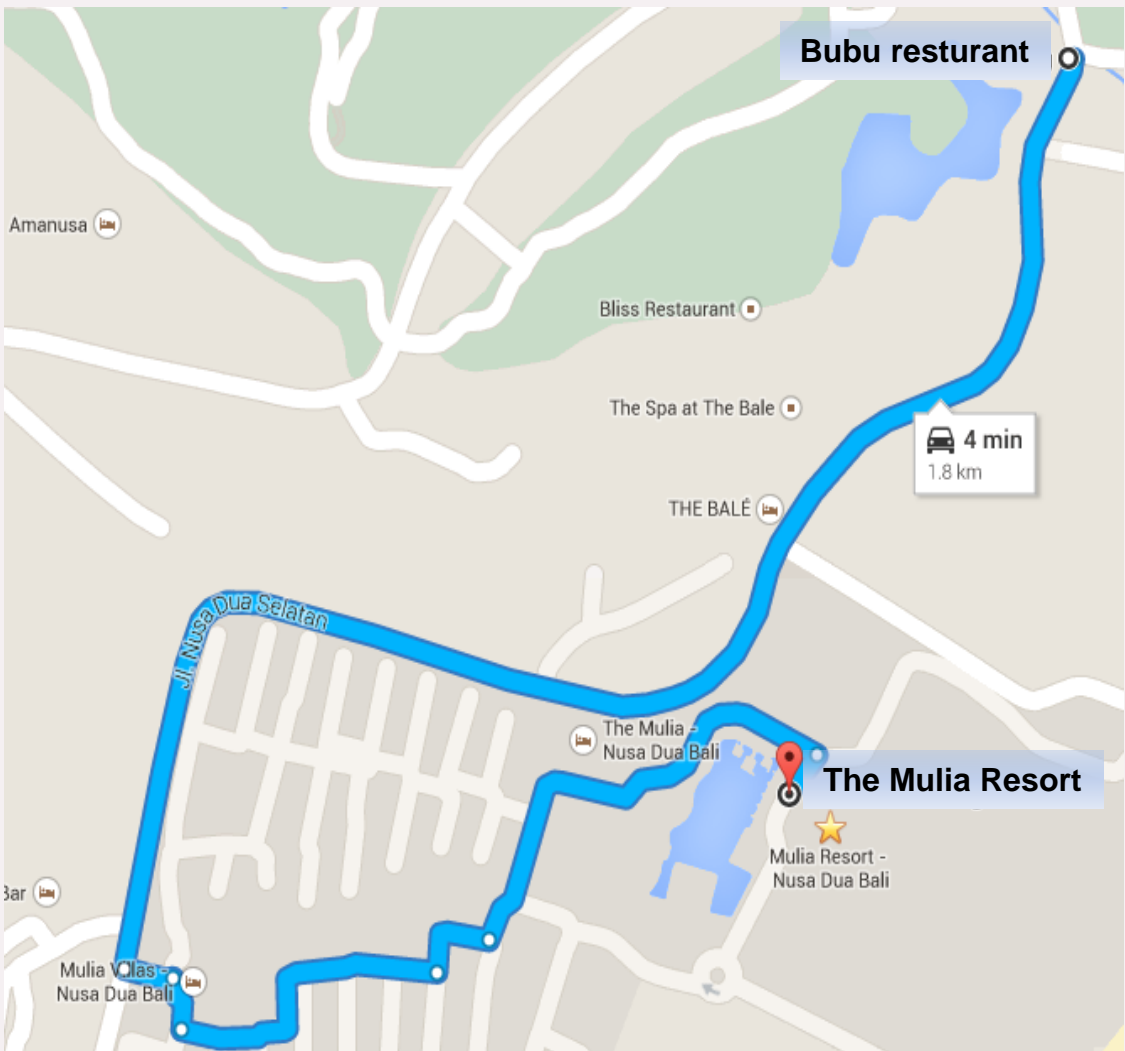 Bubu resturant
Amanusa
Bliss Restaurant
The Spa at The Bale
4 min
1.8 km
THE BALÉ
Jl. Nusa Dua Selatan
The Mulia -
Nusa Dua Bali
The Mulia Resort
Mulia Resort -
Nusa Dua Bali
Bar
Mulia Villas -
Nusa Dua Bali